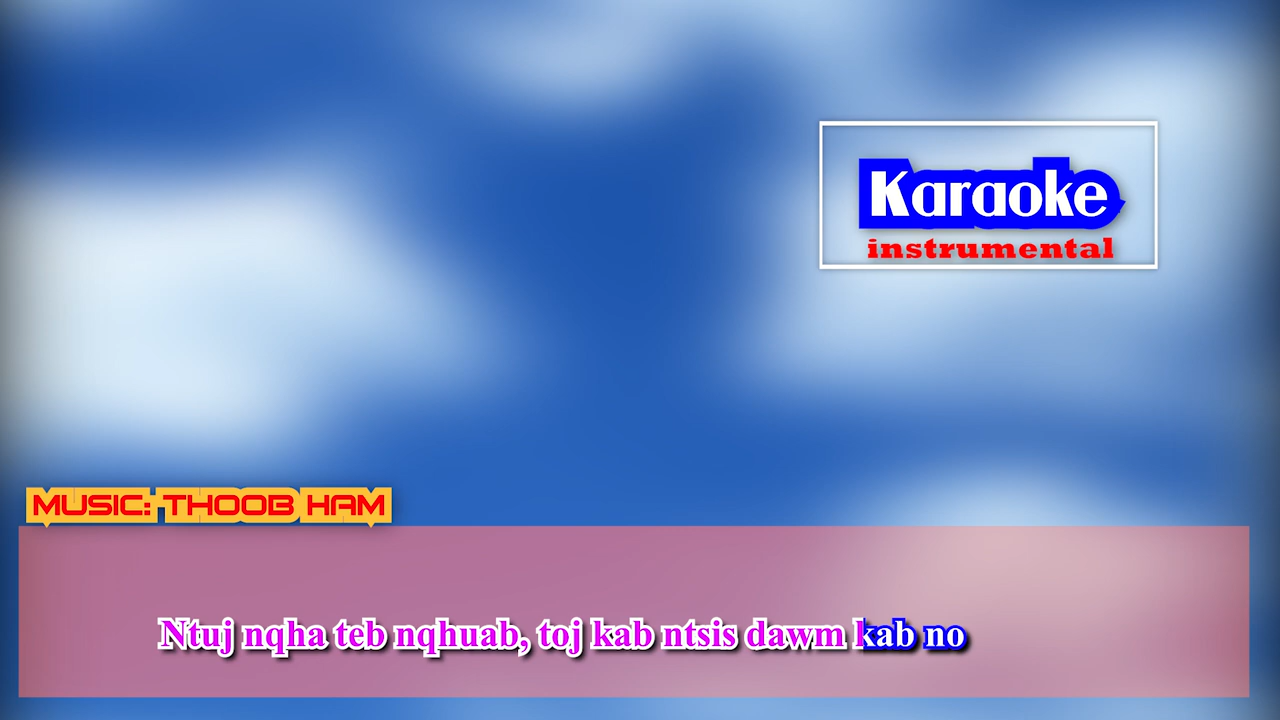 Karaoke
instrumental
MUSIC: THOOB HAM
Ntuj nqha teb nqhuab, toj kab ntsis dawm kab no